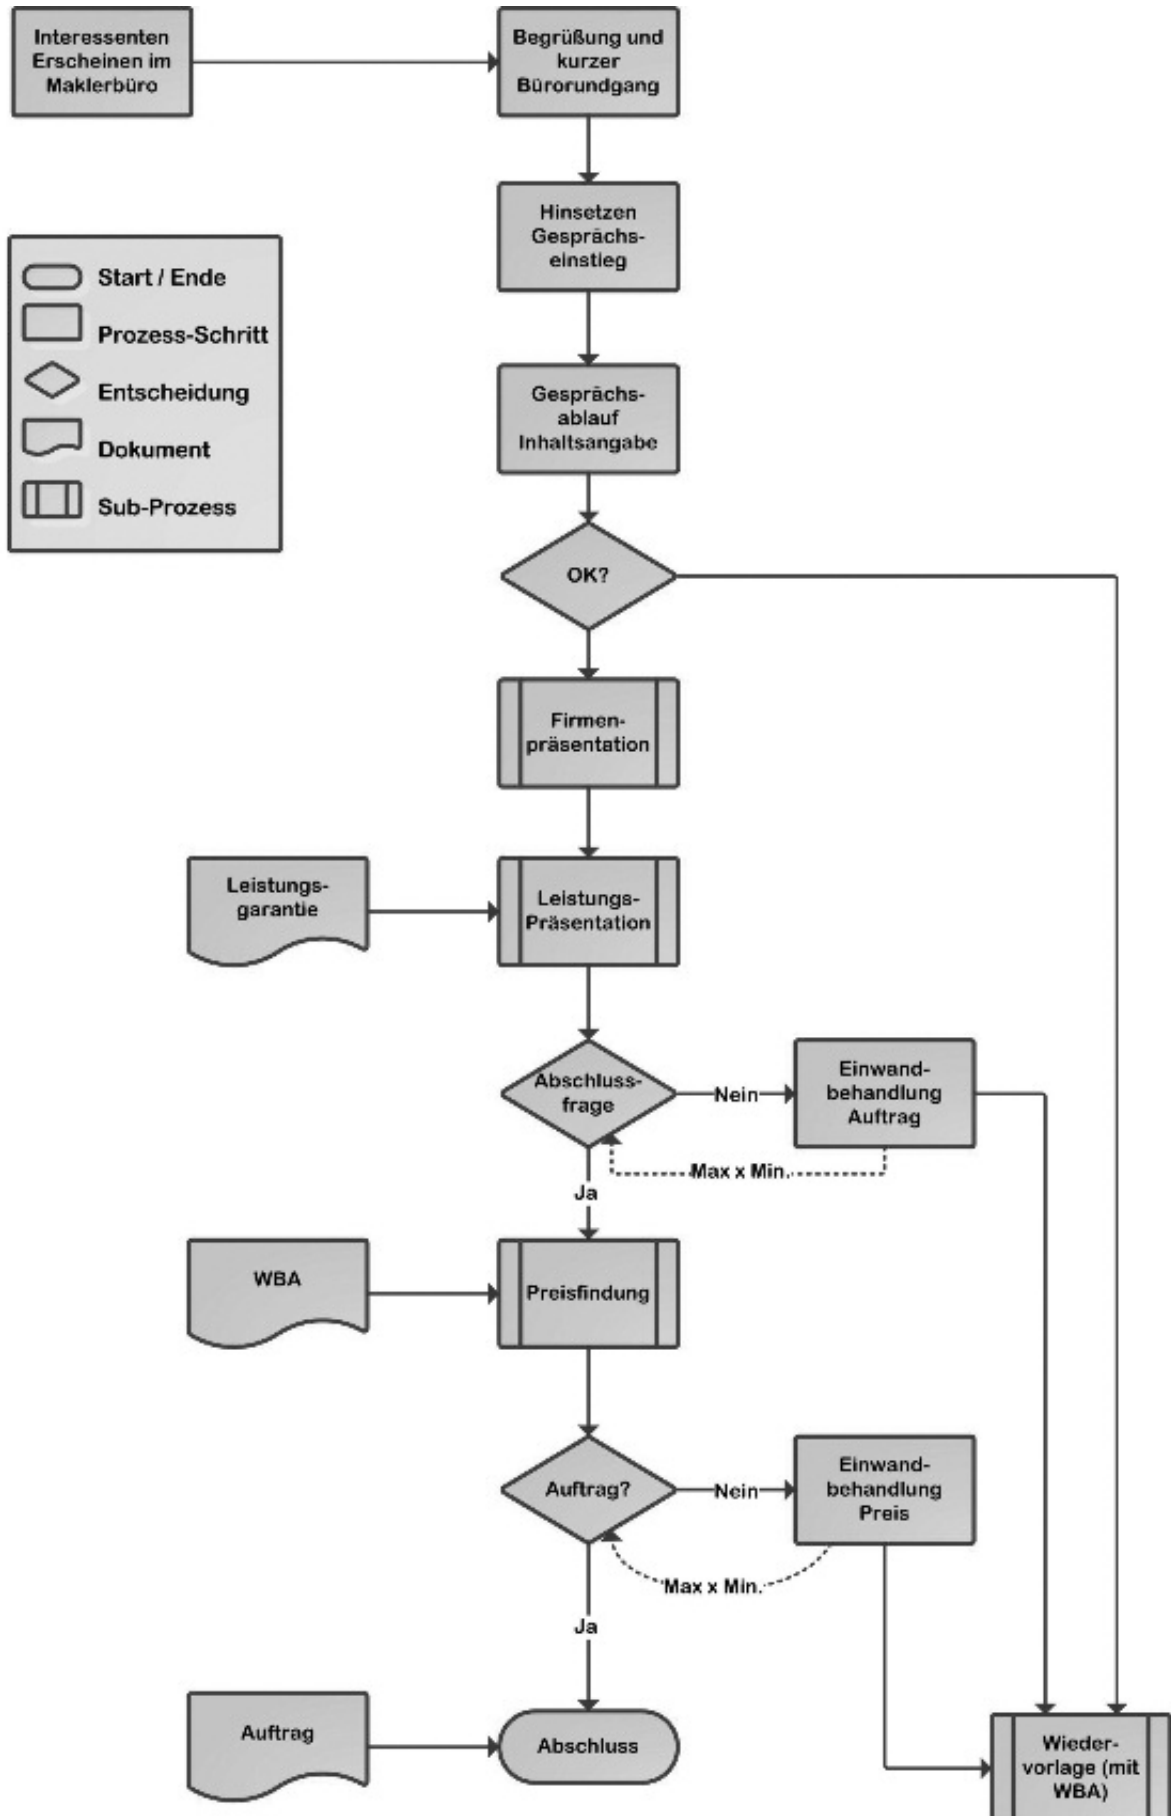 Interessenten
Erscheinen im
Maklerbüro
Begrüßung und
kurzer
Bürorundgang
Hinsetzen
Gesprächs-
einstieg
Start / Ende
Prozess-Schritt
Entscheidung
Dokument
Sub-Prozess
Gesprächs-
ablauf
Inhaltsangabe
OK?
Firmen-
präsentation
Leistungs-
garantie
Leistungs-
Präsentation
Abschluss-
frage
Nein
Einwand-
behandlung
Auftrag
Max x Min.
Ja
WBA
Preisfindung
Auftrag?
Nein
Einwand-
behandlung
Preis
Max x Min.
Ja
Auftrag
Abschluss
Wieder-
vorlage (mit
WBA)